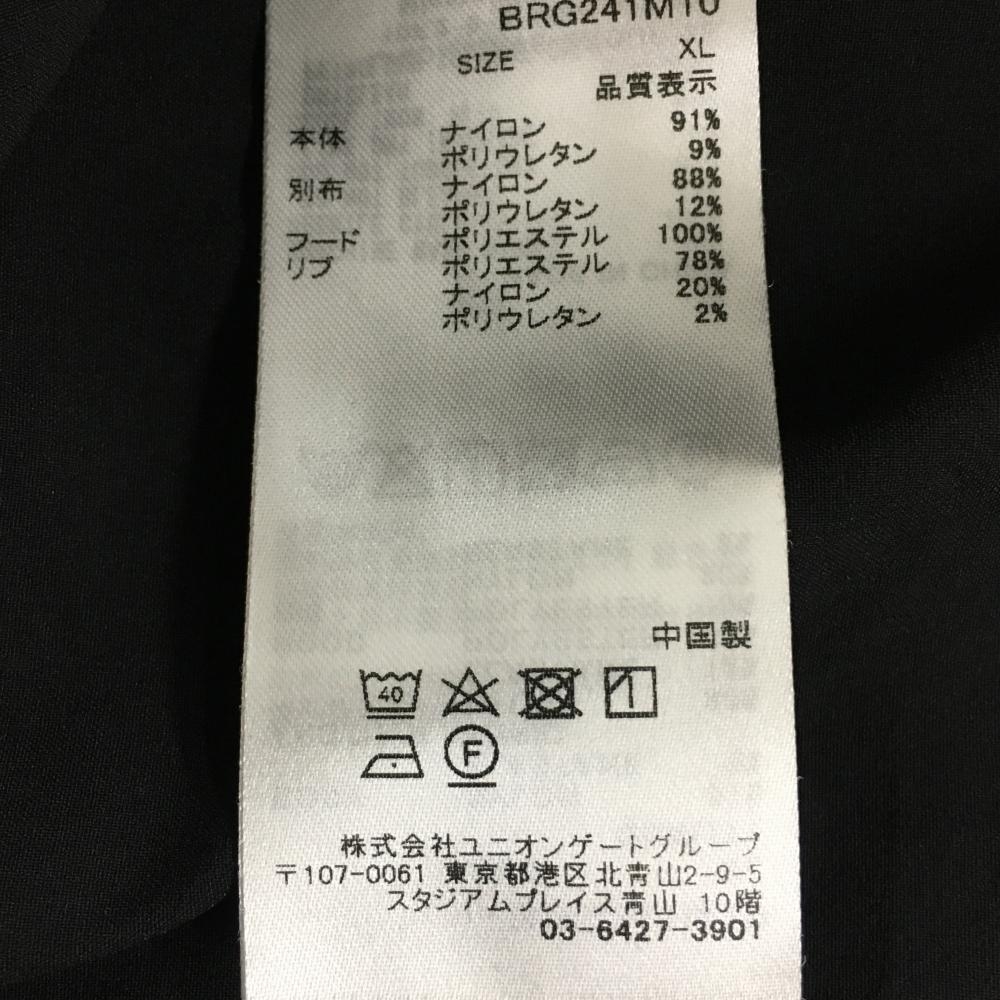 BRG241M10
SIZE XL
品質表示
本体 ナイロン 91%
ポリウレタン 9%
別布 ナイロン 88%
ポリウレタン 12%
フード ポリエステル 100%
リブ ポリエステル 78%
ナイロン 20%
ポリウレタン 2%
中国製
40
F
株式会社ユニオンゲートグループ
〒107-0061 東京都港区北青山2-9-5
スタジアムプレイス青山 10階
03-6427-3901